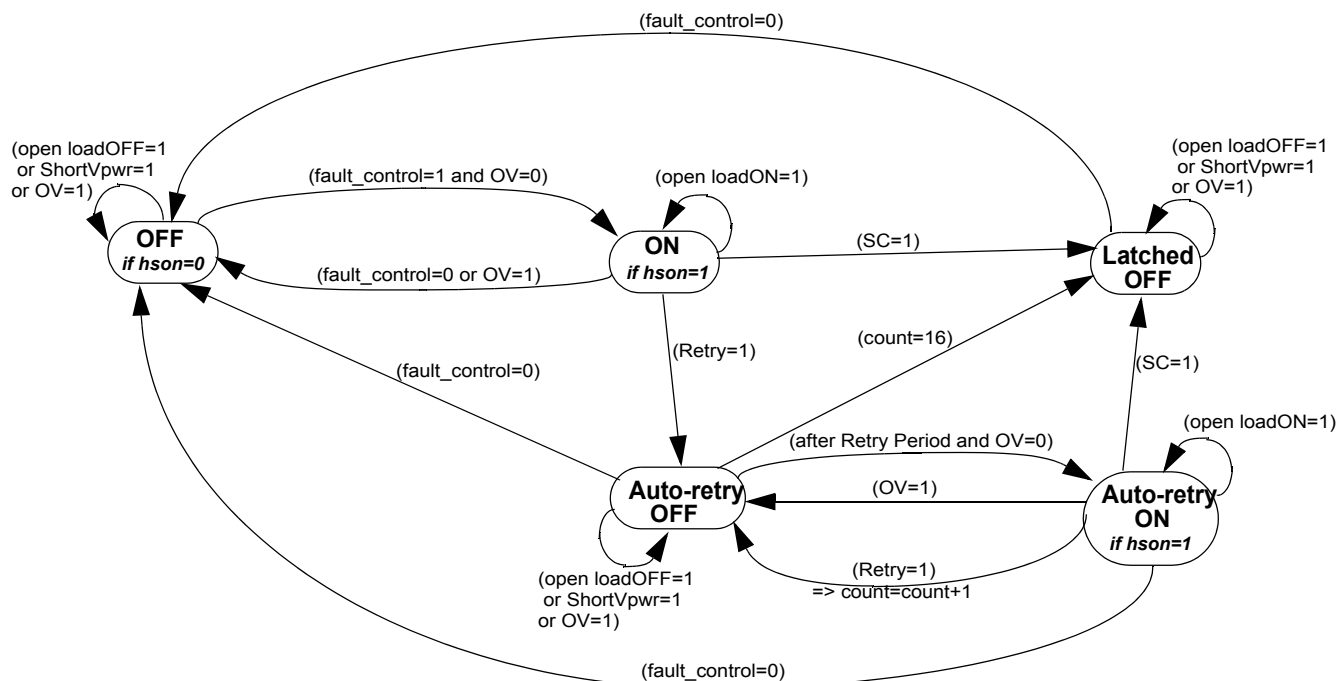 (fault_control=0)
(open loadOFF=1
or ShortVpwr=1
or OV=1)
(fault_control=1 and OV=0)
(open loadON=1)
(open loadOFF=1
or ShortVpwr=1
or OV=1)
OFF
if hson=0
ON
if hson=1
(SC=1)
Latched
OFF
(fault_control=0 or OV=1)
(count=16)
(Retry=1)
(SC=1)
(fault_control=0)
(open loadON=1)
(after Retry Period and OV=0)
Auto-retry
OFF
(OV=1)
Auto-retry
ON
if hson=1
(open loadOFF=1
or ShortVpwr=1
or OV=1)
(Retry=1)
=> count=count+1
(fault_control=0)